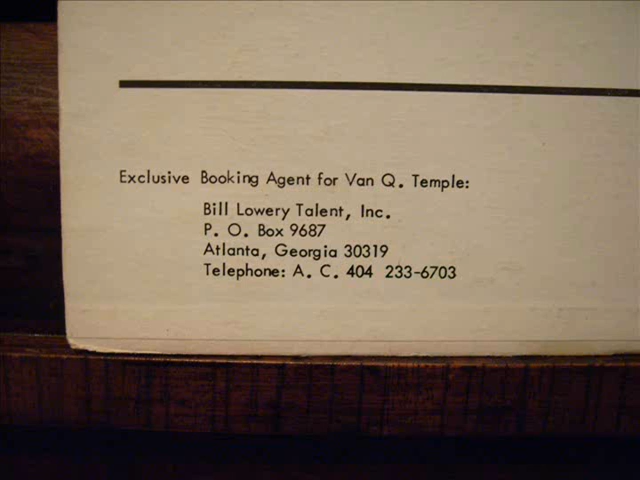 Exclusive Booking Agent for Van Q. Temple:
Bill Lowery Talent, Inc.
P. O. Box 9687
Atlanta, Georgia 30319
Telephone: A. C. 404 233-6703